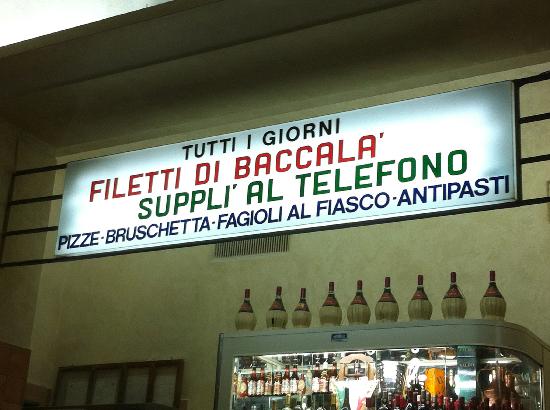 TUTTI I GIORNI
FILETTI DI BACCALA'
SUPPLI' AL TELEFONO
PIZZE-BRUSCHETTA-FAGIOLI AL FIASCO-ANTIPASTI